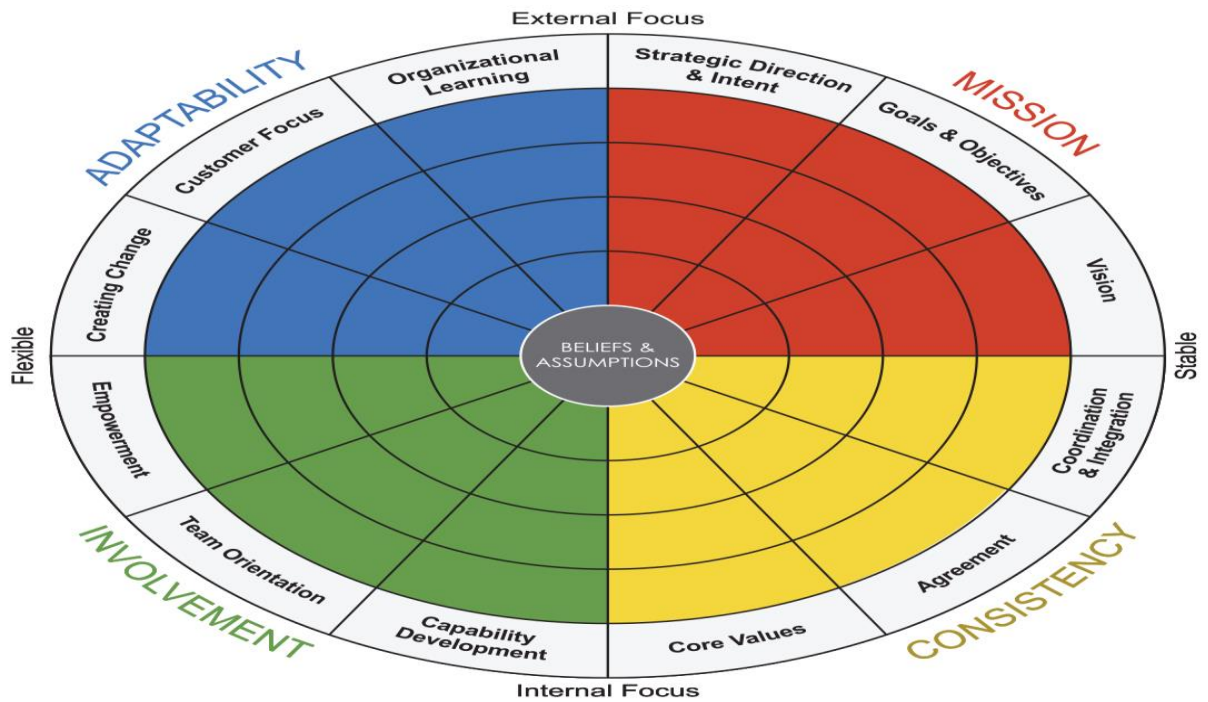 External Focus
ADAPTABILITY
MISSION
Organizational
Learning
Strategic Direction
& Intent
Customer Focus
Goals & Objectives
Creating Change
Vision
Flexible
BELIEFS &
ASSUMPTIONS
Stable
Empowerment
Coordination
& Integration
Team Orientation
Agreement
Capability
Development
Core Values
INVOLVEMENT
CONSISTENCY
Internal Focus